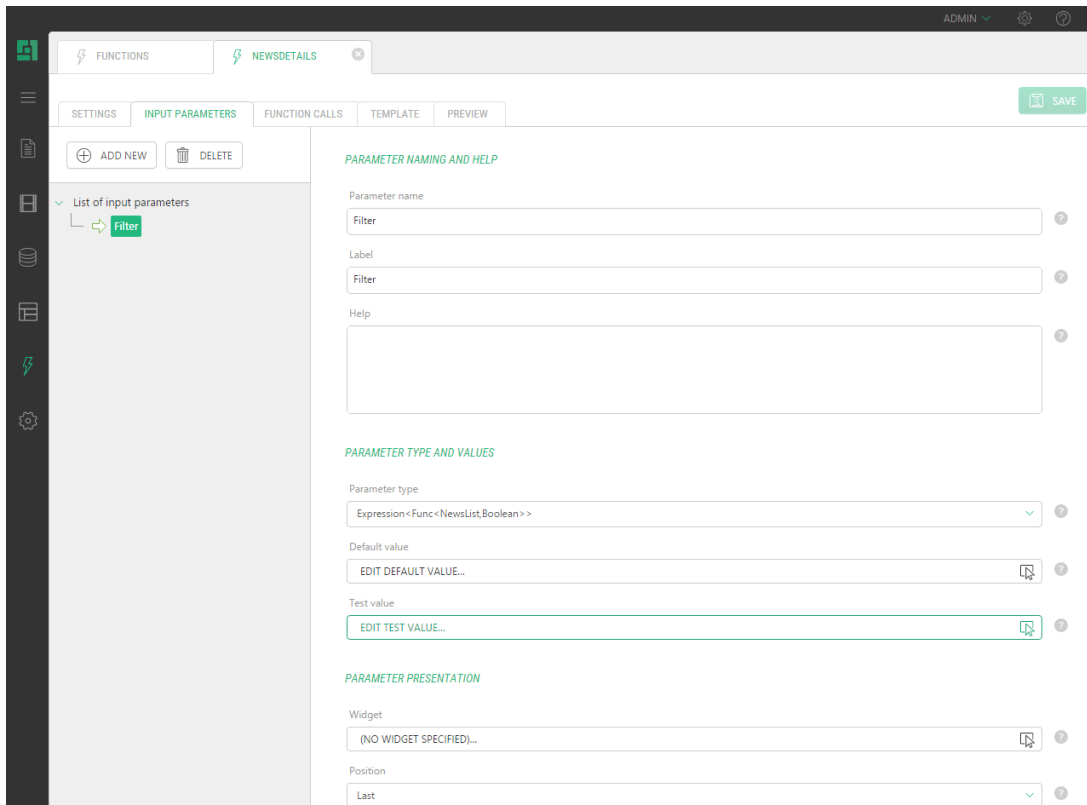 ADMIN
FUNCTIONS
NEWSDETAILS
SETTINGS
INPUT PARAMETERS
FUNCTION CALLS
TEMPLATE
PREVIEW
SAVE
ADD NEW
DELETE
List of input parameters
Filter
PARAMETER NAMING AND HELP
Parameter name
Filter
Label
Filter
Help
PARAMETER TYPE AND VALUES
Parameter type
Expression<Func<NewsList,Boolean>>
Default value
EDIT DEFAULT VALUE...
Test value
EDIT TEST VALUE...
PARAMETER PRESENTATION
Widget
(NO WIDGET SPECIFIED)...
Position
Last